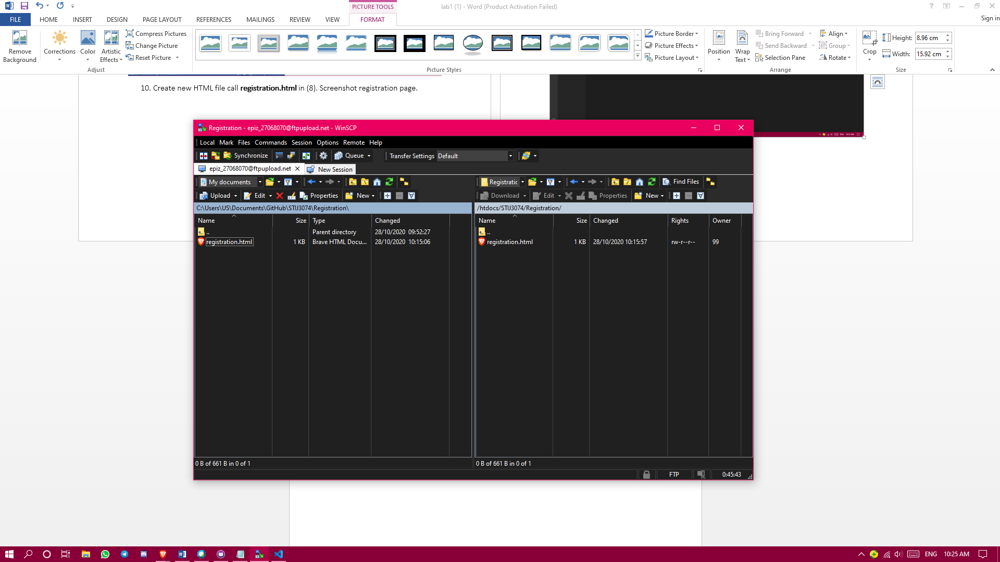 PICTURE TOOLS
lab1 (1) - Word (Product Activation Failed)
FILE HOME INSERT DESIGN PAGE LAYOUT REFERENCES MAILINGS REVIEW VIEW FORMAT Sign in
Remove Background
Corrections
Color
Artistic Effects
Compress Pictures
Change Picture
Reset Picture
Adjust
Picture Styles
Picture Border
Picture Effects
Picture Layout
Position
Wrap Text
Bring Forward
Send Backward
Selection Pane
Align
Group
Rotate
Arrange
Crop
Height: 8.96 cm
Width: 15.92 cm
Size
10. Create new HTML file call registration.html in (8). Screenshot registration page.
Registration - epiz_27068070@ftpupload.net - WinSCP
Local Mark Files Commands Session Options Remote Help
Synchronize Queue Transfer Settings Default
epiz_27068070@ftpupload.net New Session
My documents
Upload Edit Properties New
C:\Users\US\Documents\GitHub\STIJ3074\Registration\
Name Size Type Changed
.. Parent directory 28/10/2020 09:52:27
registration.html 1 KB Brave HTML Docu... 28/10/2020 10:15:06
0 B of 661 B in 0 of 1
Registratic Find Files
Download Edit Properties New
/htdocs/STIJ3074/Registration/
Name Size Changed Rights Owner
..
registration.html 1 KB 28/10/2020 10:15:57 rw-r--r-- 99
0 B of 661 B in 0 of 1
FTP 0:45:43
ENG 10:25 AM